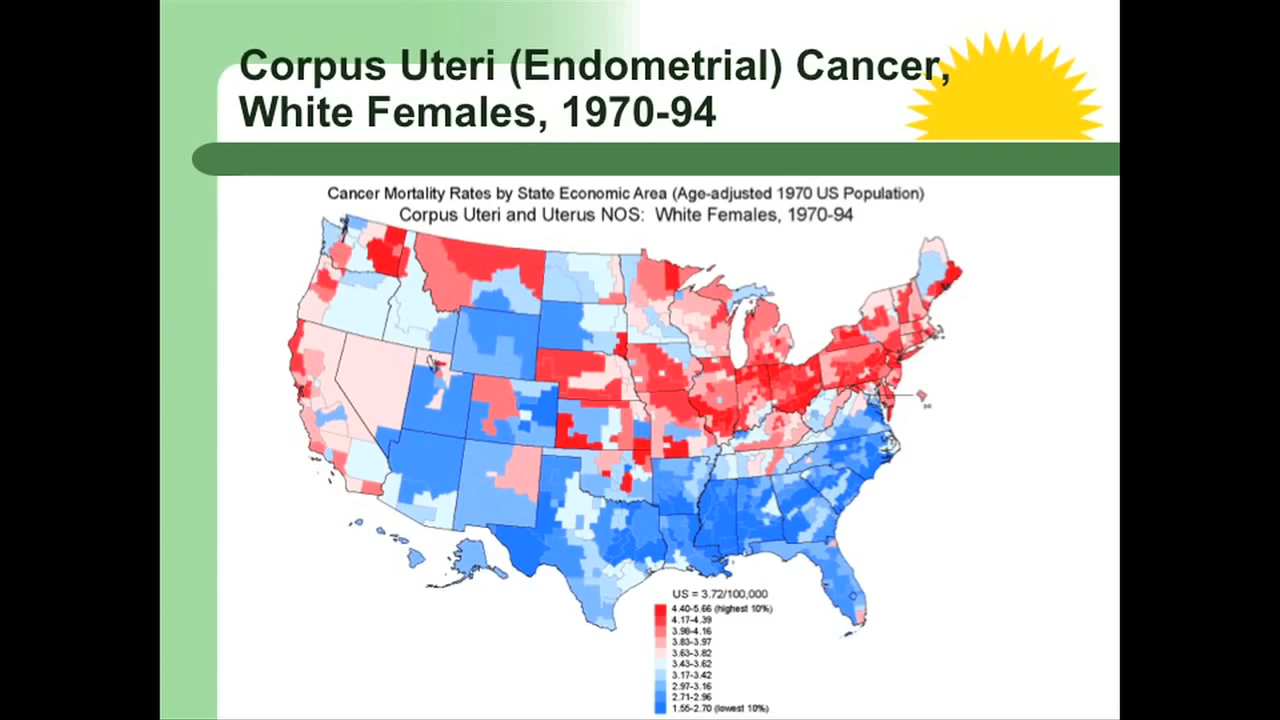 Corpus Uteri (Endometrial) Cancer,
White Females, 1970-94
Cancer Mortality Rates by State Economic Area (Age-adjusted 1970 US Population)
Corpus Uteri and Uterus NOS: White Females, 1970-94
US = 3.72/100,000
4.40-5.66 (highest 10%)
4.17-4.39
3.98-4.16
3.83-3.97
3.63-3.82
3.43-3.62
3.17-3.42
2.97-3.16
2.71-2.96
1.55-2.70 (lowest 10%)